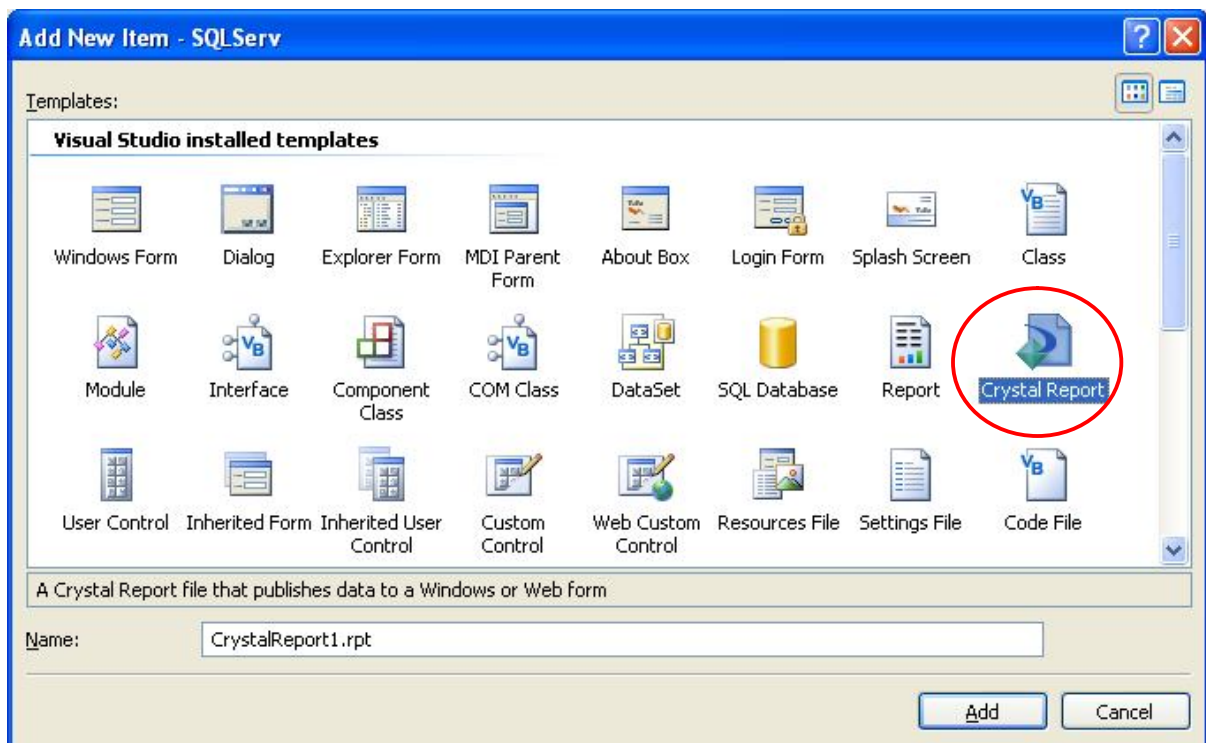 Add New Item - SQLServ
Templates:
Visual Studio installed templates
Windows Form
Dialog
Explorer Form
MDI Parent
Form
About Box
Login Form
Splash Screen
Class
Module
Interface
Component
Class
COM Class
DataSet
SQL Database
Report
Crystal Report
User Control
Inherited Form
Inherited User
Control
Custom
Control
Web Custom
Control
Resources File
Settings File
Code File
A Crystal Report file that publishes data to a Windows or Web form
Name:
CrystalReport1.rpt
Add
Cancel